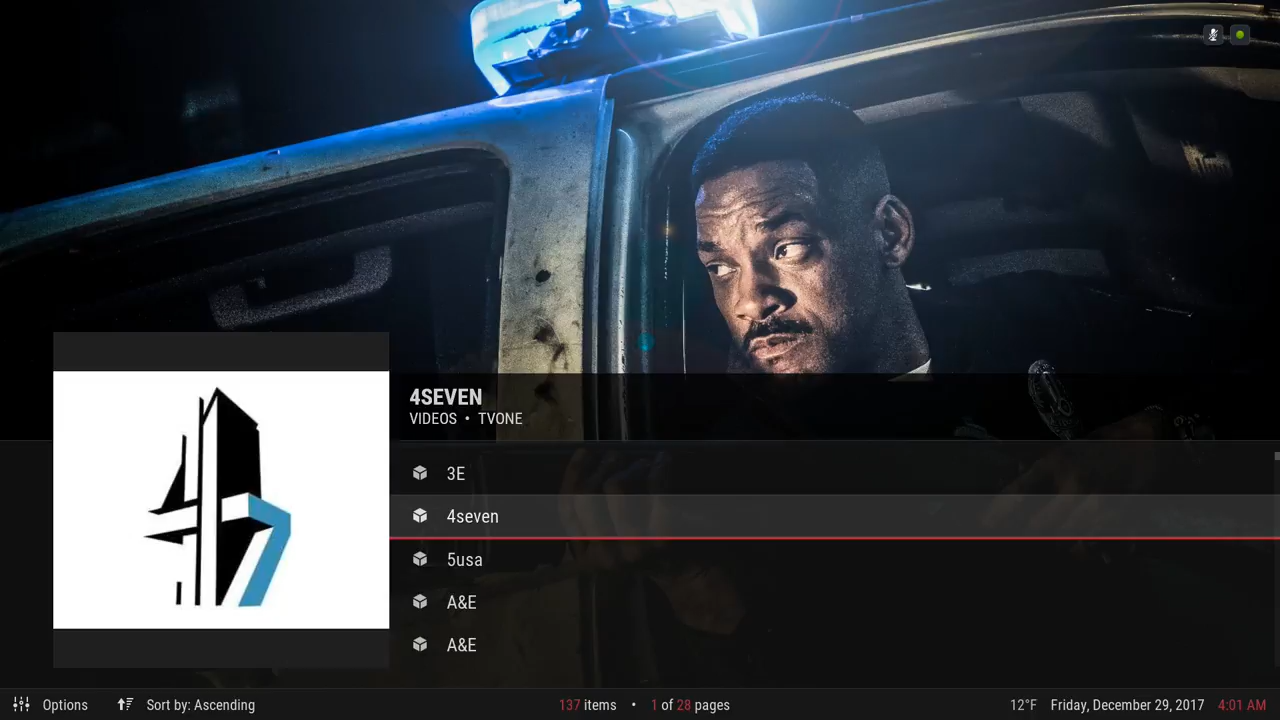 4SEVEN
VIDEOS • TVONE
3E
4seven
5usa
A&E
A&E
Options
Sort by: Ascending
137 items • 1 of 28 pages
12°F Friday, December 29, 2017 4:01 AM